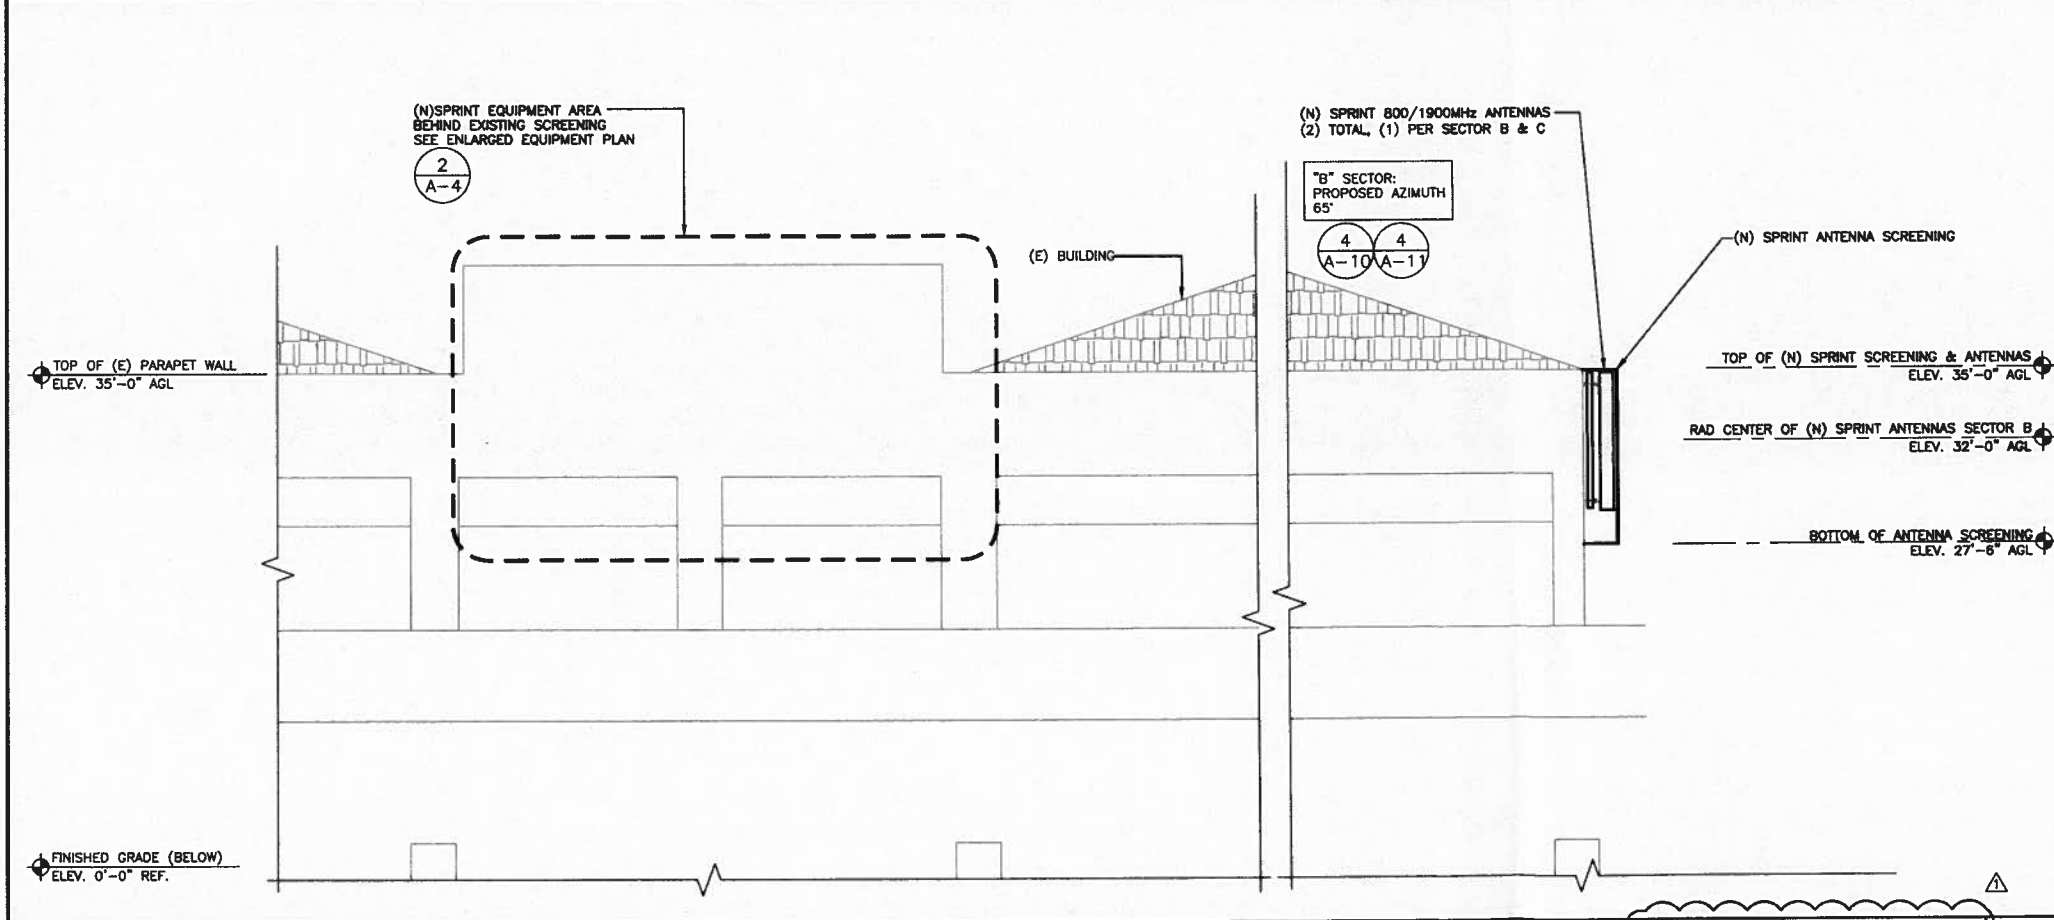 (N)SPRINT EQUIPMENT AREA
BEHIND EXISTING SCREENING
SEE ENLARGED EQUIPMENT PLAN
2
A-4
(N) SPRINT 800/1900MHz ANTENNAS
(2) TOTAL, (1) PER SECTOR B & C
"B" SECTOR:
PROPOSED AZIMUTH
65°
4
A-10
4
A-11
(E) BUILDING
(N) SPRINT ANTENNA SCREENING
TOP OF (E) PARAPET WALL
ELEV. 35'-0" AGL
TOP OF (N) SPRINT SCREENING & ANTENNAS
ELEV. 35'-0" AGL
RAD CENTER OF (N) SPRINT ANTENNAS SECTOR B
ELEV. 32'-0" AGL
BOTTOM OF ANTENNA SCREENING
ELEV. 27'-6" AGL
FINISHED GRADE (BELOW)
ELEV. 0'-0" REF.
1